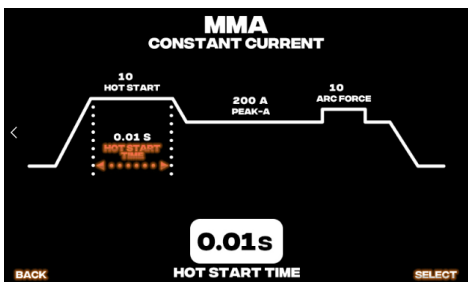 MMA
CONSTANT CURRENT
10
HOT START
200 A
PEAK-A
10
ARC FORCE
0.01 S
HOT START
TIME
0.01S
BACK
HOT START TIME
SELECT